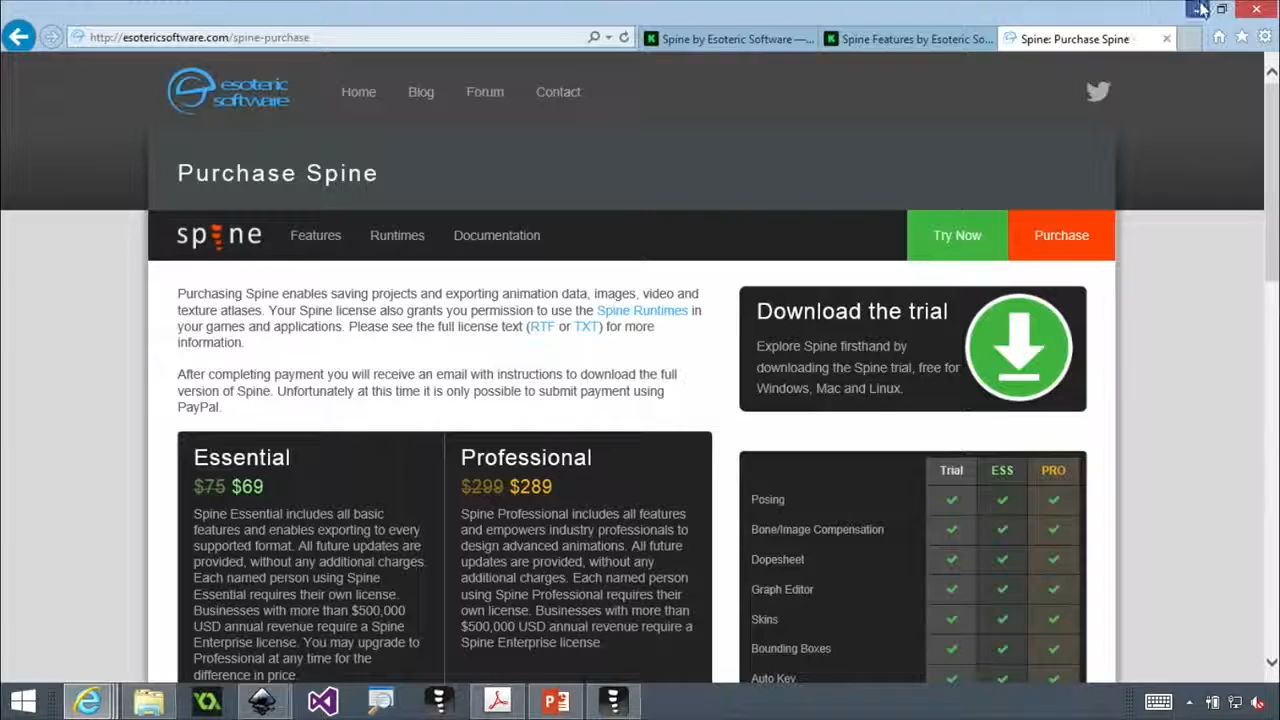 http://esotericsoftware.com/spine-purchase
Spine by Esoteric Software —...
Spine Features by Esoteric So...
Spine: Purchase Spine
esoteric
software
Home
Blog
Forum
Contact
Purchase Spine
spine
Features
Runtimes
Documentation
Try Now
Purchase
Purchasing Spine enables saving projects and exporting animation data, images, video and
texture atlases. Your Spine license also grants you permission to use the Spine Runtimes in
your games and applications. Please see the full license text (RTF or TXT) for more
information.
After completing payment you will receive an email with instructions to download the full
version of Spine. Unfortunately at this time it is only possible to submit payment using
PayPal.
Download the trial
Explore Spine firsthand by
downloading the Spine trial, free for
Windows, Mac and Linux.
Essential
$75 $69
Spine Essential includes all basic
features and enables exporting to every
supported format. All future updates are
provided, without any additional charges.
Each named person using Spine
Essential requires their own license.
Businesses with more than $500,000
USD annual revenue require a Spine
Enterprise license. You may upgrade to
Professional at any time for the
difference in price.
Professional
$299 $289
Spine Professional includes all features
and empowers industry professionals to
design advanced animations. All future
updates are provided, without any
additional charges. Each named person
using Spine Professional requires their
own license. Businesses with more than
$500,000 USD annual revenue require a
Spine Enterprise license.
Trial ESS PRO
Posing
Bone/Image Compensation
Dopesheet
Graph Editor
Skins
Bounding Boxes
Auto Key